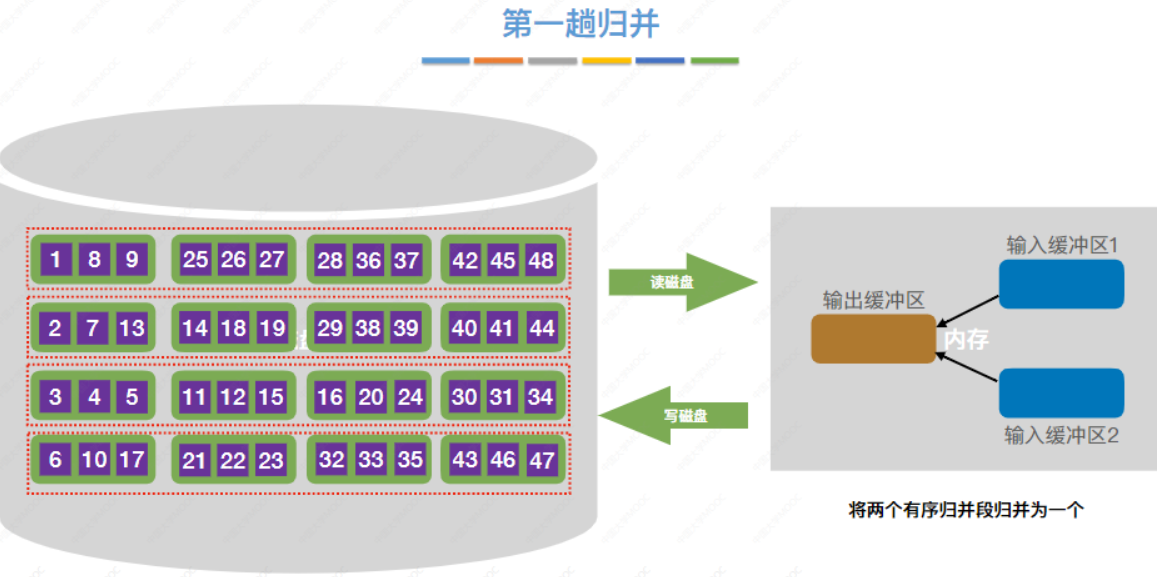 第一趟归并
1 8 9 25 26 27 28 36 37 42 45 48
2 7 13 14 18 19 29 38 39 40 41 44
3 4 5 11 12 15 16 20 24 30 31 34
6 10 17 21 22 23 32 33 35 43 46 47
读磁盘
写磁盘
输入缓冲区1
输出缓冲区
内存
输入缓冲区2
将两个有序归并段归并为一个